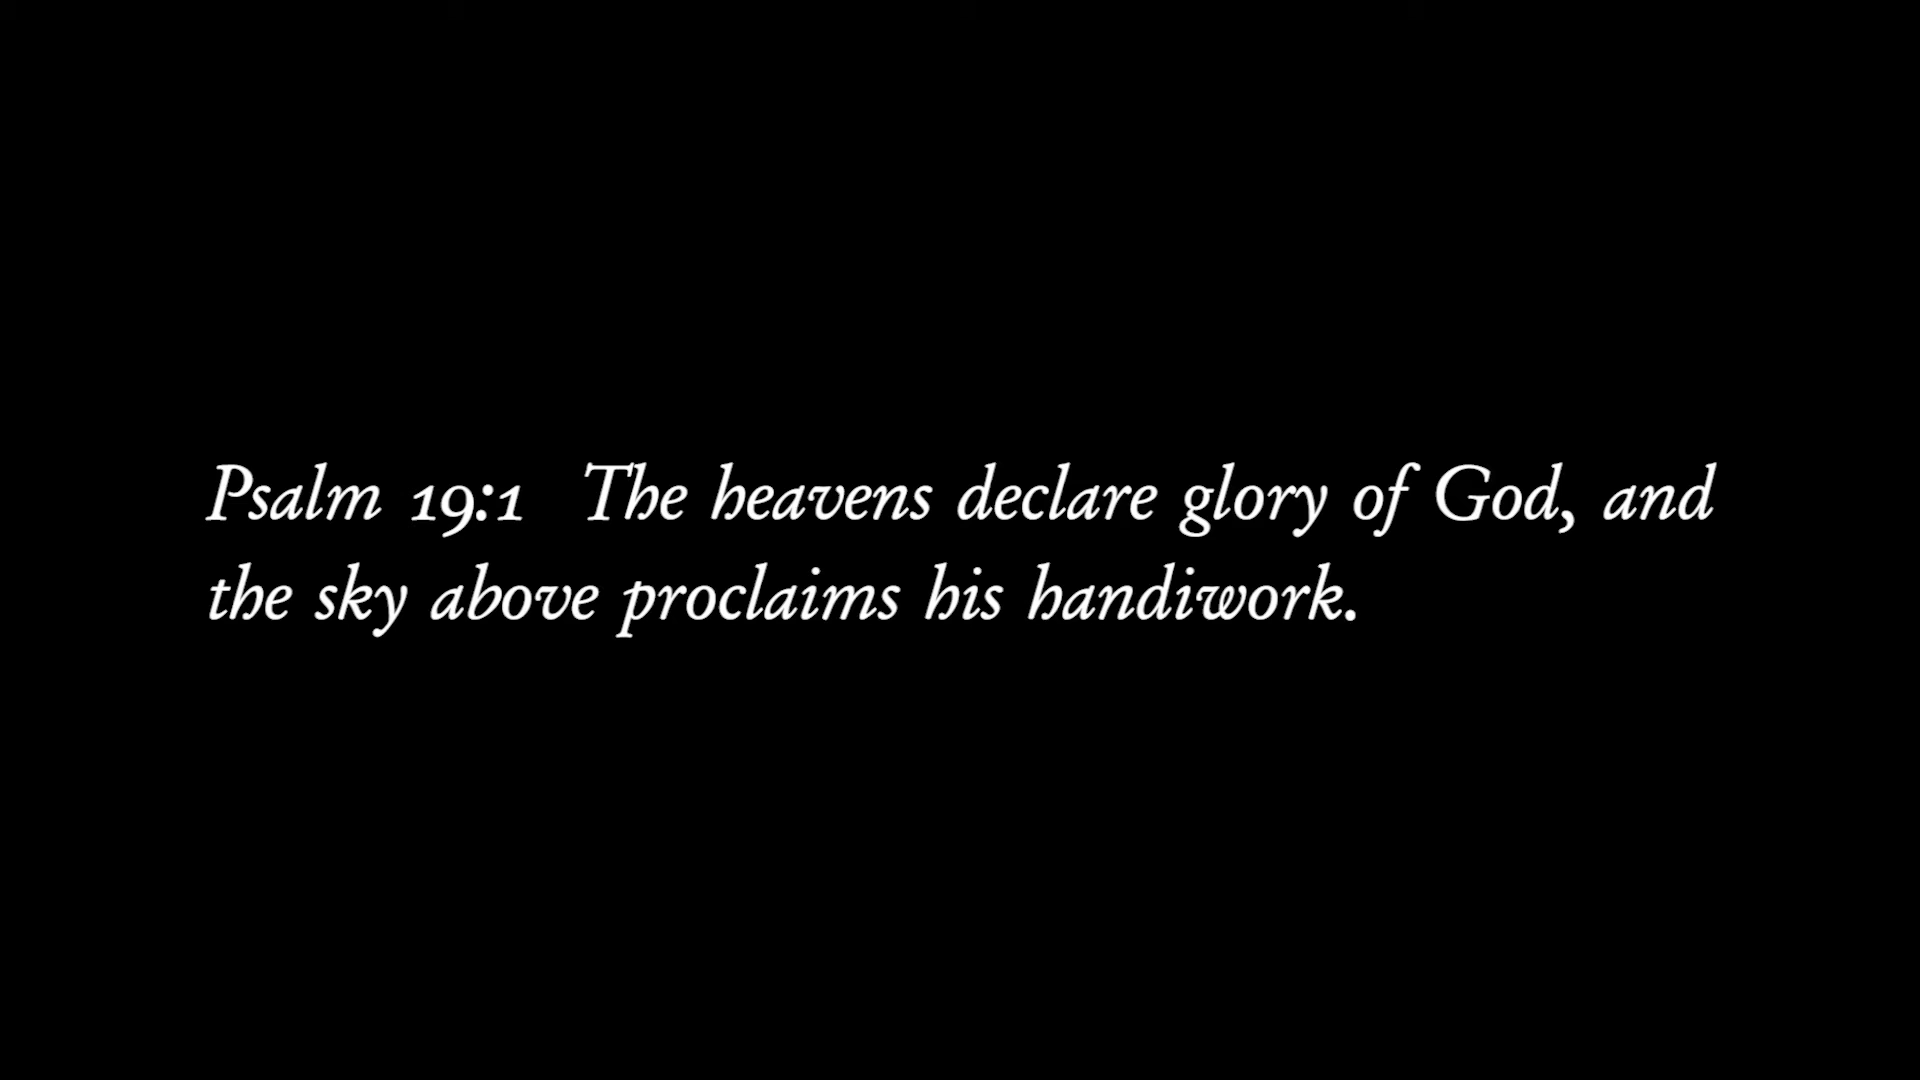 Psalm 19:1 The heavens declare glory of God, and
the sky above proclaims his handiwork.